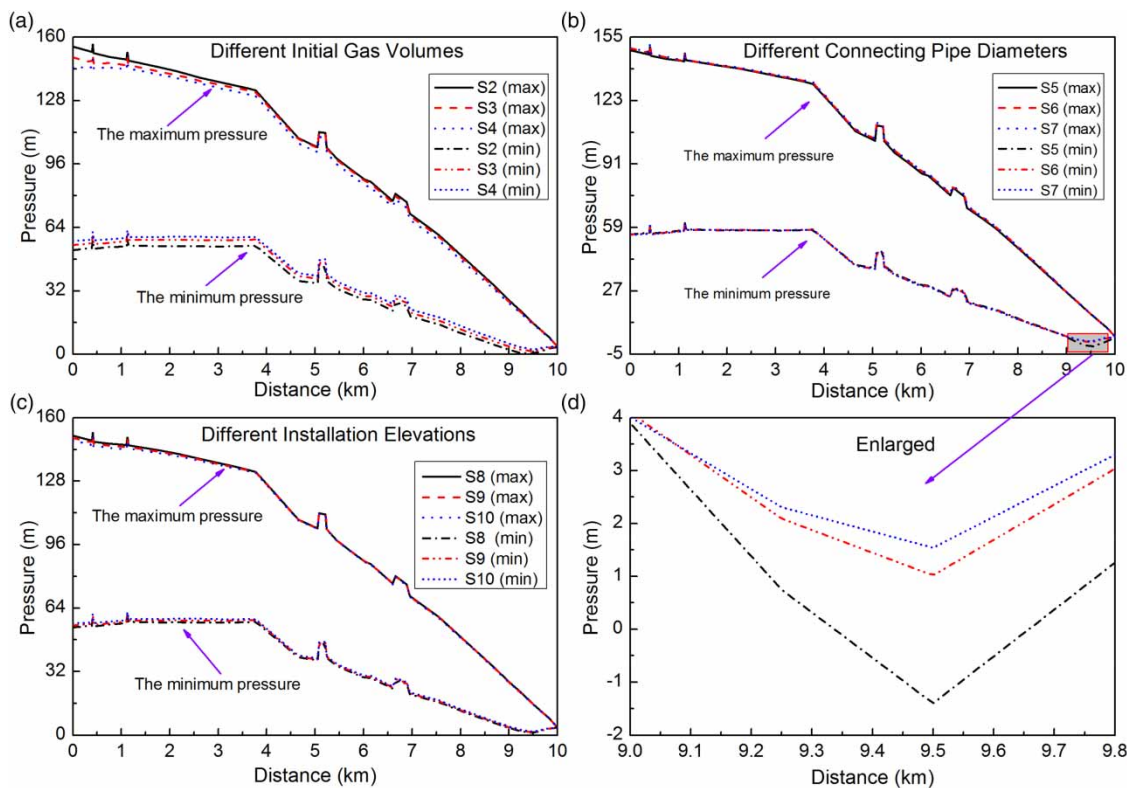 (a)
Different Initial Gas Volumes
160
128
96
64
32
0
Pressure (m)
S2 (max)
S3 (max)
S4 (max)
S2 (min)
S3 (min)
S4 (min)
The maximum pressure
The minimum pressure
0 1 2 3 4 5 6 7 8 9 10
Distance (km)
(b)
Different Connecting Pipe Diameters
155
123
91
59
27
-5
Pressure (m)
S5 (max)
S6 (max)
S7 (max)
S5 (min)
S6 (min)
S7 (min)
The maximum pressure
The minimum pressure
0 1 2 3 4 5 6 7 8 9 10
Distance (km)
(c)
Different Installation Elevations
160
128
96
64
32
0
Pressure (m)
S8 (max)
S9 (max)
S10 (max)
S8 (min)
S9 (min)
S10 (min)
The maximum pressure
The minimum pressure
0 1 2 3 4 5 6 7 8 9 10
Distance (km)
(d)
Enlarged
4
3
2
1
0
-1
-2
Pressure (m)
9.0 9.1 9.2 9.3 9.4 9.5 9.6 9.7 9.8
Distance (km)